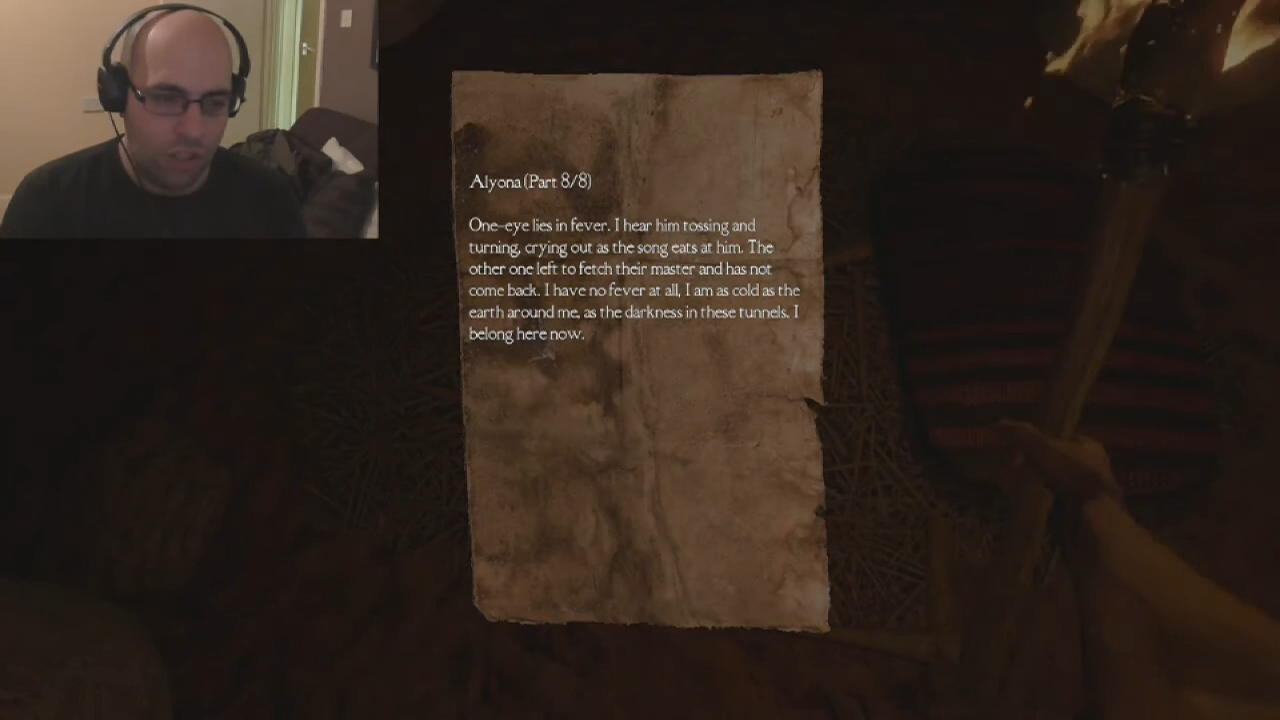 Alyona (Part 8/8)
One-eye lies in fever. I hear him tossing and
turning, crying out as the song eats at him. The
other one left to fetch their master and has not
come back. I have no fever at all, I am as cold as the
earth around me, as the darkness in these tunnels. I
belong here now.